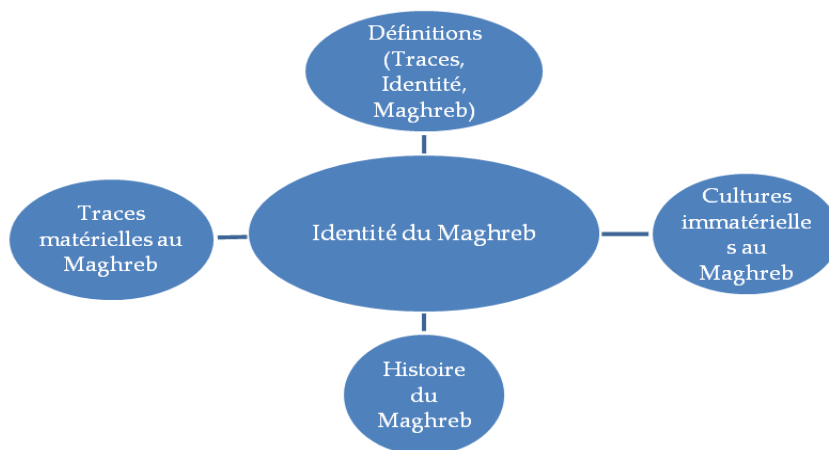 Définitions
(Traces,
Identité,
Maghreb)
Traces
matérielles au
Maghreb
Identité du Maghreb
Cultures
immatérielle
s au
Maghreb
Histoire
du
Maghreb